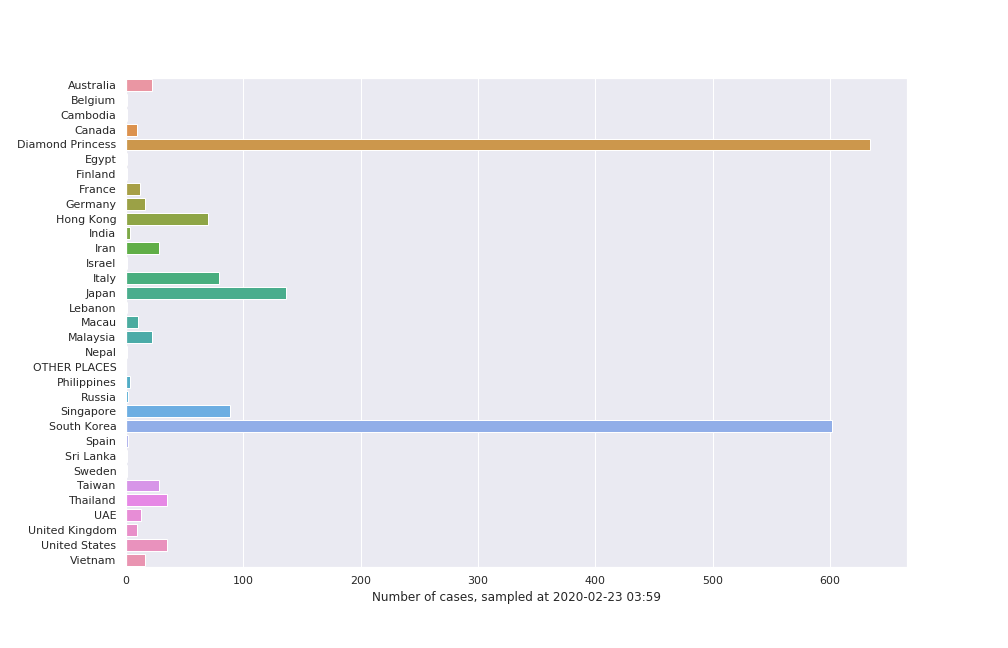 Australia
Belgium
Cambodia
Canada
Diamond Princess
Egypt
Finland
France
Germany
Hong Kong
India
Iran
Israel
Italy
Japan
Lebanon
Macau
Malaysia
Nepal
OTHER PLACES
Philippines
Russia
Singapore
South Korea
Spain
Sri Lanka
Sweden
Taiwan
Thailand
UAE
United Kingdom
United States
Vietnam
0 100 200 300 400 500 600
Number of cases, sampled at 2020-02-23 03:59